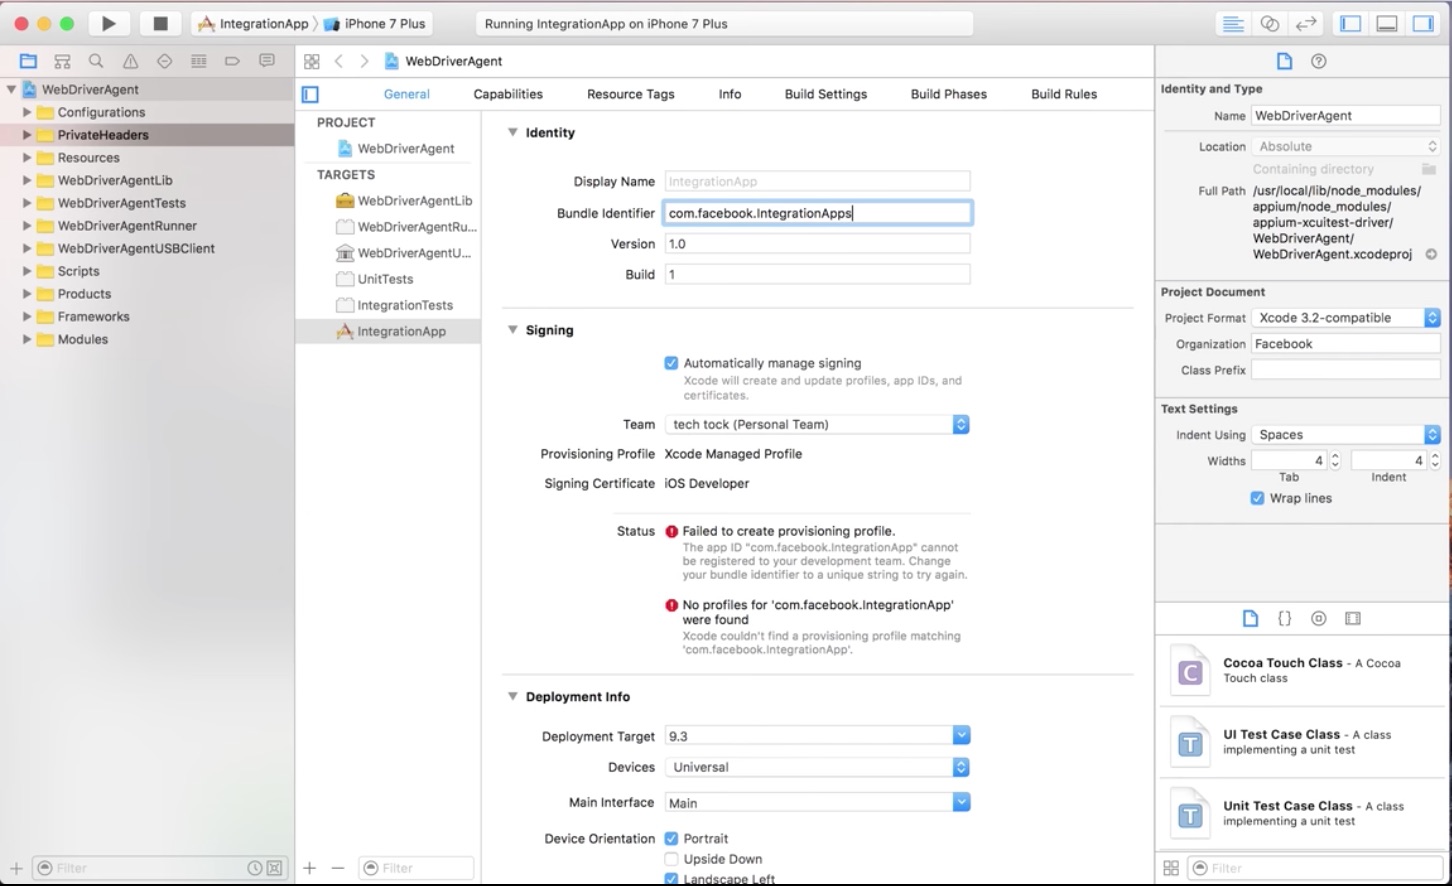 IntegrationApp 〉 iPhone 7 Plus
Running IntegrationApp on iPhone 7 Plus
WebDriverAgent
Configurations
PrivateHeaders
Resources
WebDriverAgentLib
WebDriverAgentTests
WebDriverAgentRunner
WebDriverAgentUSBClient
Scripts
Products
Frameworks
Modules
Filter
WebDriverAgent
General Capabilities Resource Tags Info Build Settings Build Phases Build Rules
PROJECT
WebDriverAgent
TARGETS
WebDriverAgentLib
WebDriverAgentRu...
WebDriverAgentU...
UnitTests
IntegrationTests
IntegrationApp
Filter
Identity
Display Name IntegrationApp
Bundle Identifier com.facebook.IntegrationApps
Version 1.0
Build 1
Signing
Automatically manage signing
Xcode will create and update profiles, app IDs, and
certificates.
Team tech tock (Personal Team)
Provisioning Profile Xcode Managed Profile
Signing Certificate iOS Developer
Status Failed to create provisioning profile.
The app ID "com.facebook.IntegrationApp" cannot
be registered to your development team. Change
your bundle identifier to a unique string to try again.
No profiles for 'com.facebook.IntegrationApp'
were found
Xcode couldn't find a provisioning profile matching
'com.facebook.IntegrationApp'.
Deployment Info
Deployment Target 9.3
Devices Universal
Main Interface Main
Device Orientation Portrait
Upside Down
Landscape Left
Identity and Type
Name WebDriverAgent
Location Absolute
Containing directory
Full Path /usr/local/lib/node_modules/
appium/node_modules/
appium-xcuitest-driver/
WebDriverAgent/
WebDriverAgent.xcodeproj
Project Document
Project Format Xcode 3.2-compatible
Organization Facebook
Class Prefix
Text Settings
Indent Using Spaces
Widths 4 4
Tab Indent
Wrap lines
{}
C
Cocoa Touch Class - A Cocoa
Touch class
T
UI Test Case Class - A class
implementing a unit test
T
Unit Test Case Class - A class
implementing a unit test
Filter